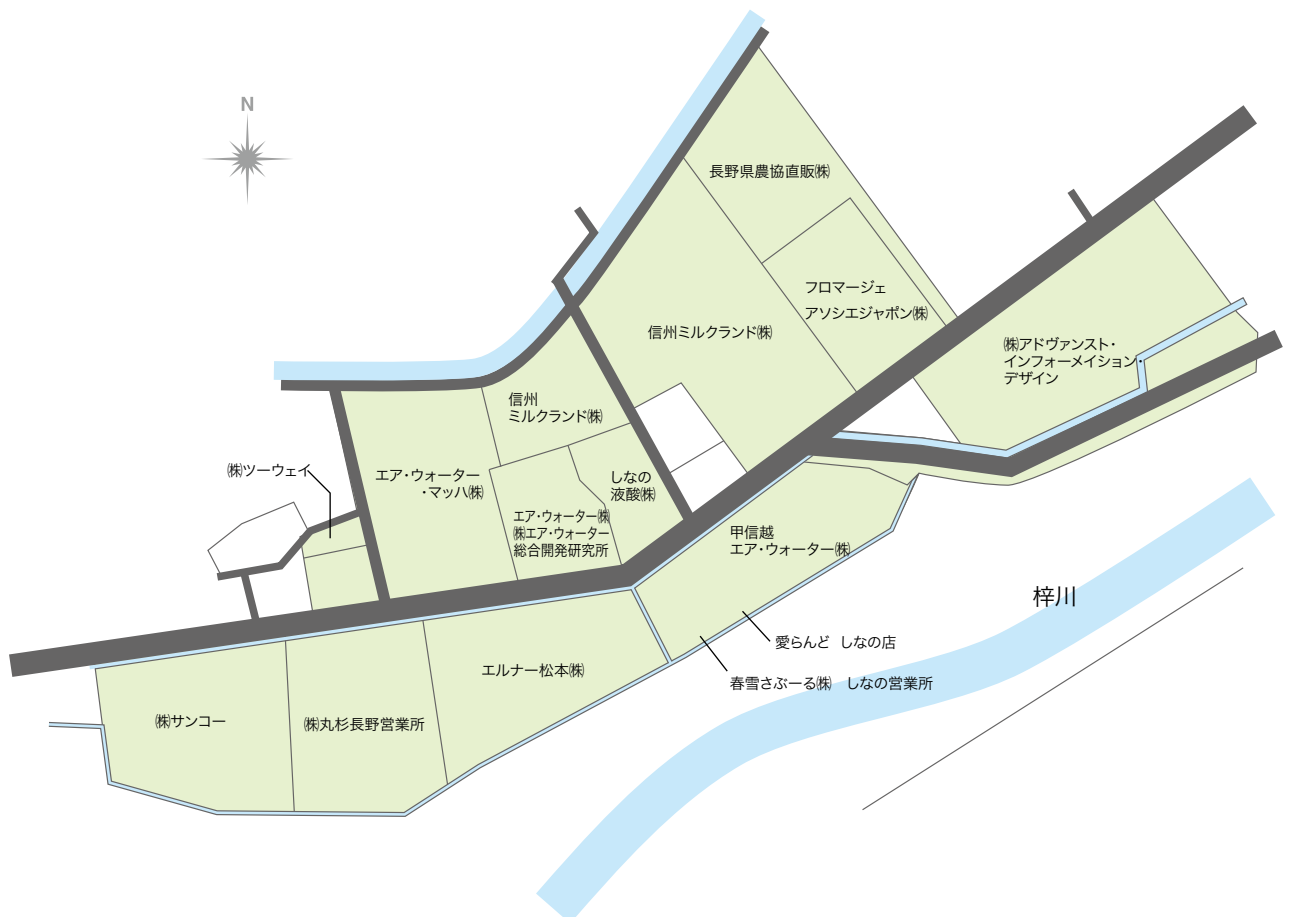 N
長野県農協直販㈱
フロマージェ
アソシエジャポン㈱
信州ミルクランド㈱
㈱アドヴァンスト・
インフォーメイション・
デザイン
信州
ミルクランド㈱
㈱ツーウェイ
エア・ウォーター
・マッハ㈱
しなの
液酸㈱
エア・ウォーター㈱
㈱エア・ウォーター
総合開発研究所
甲信越
エア・ウォーター㈱
梓川
愛らんど しなの店
春雪さぶーる㈱ しなの営業所
エルナー松本㈱
㈱サンコー
㈱丸杉長野営業所